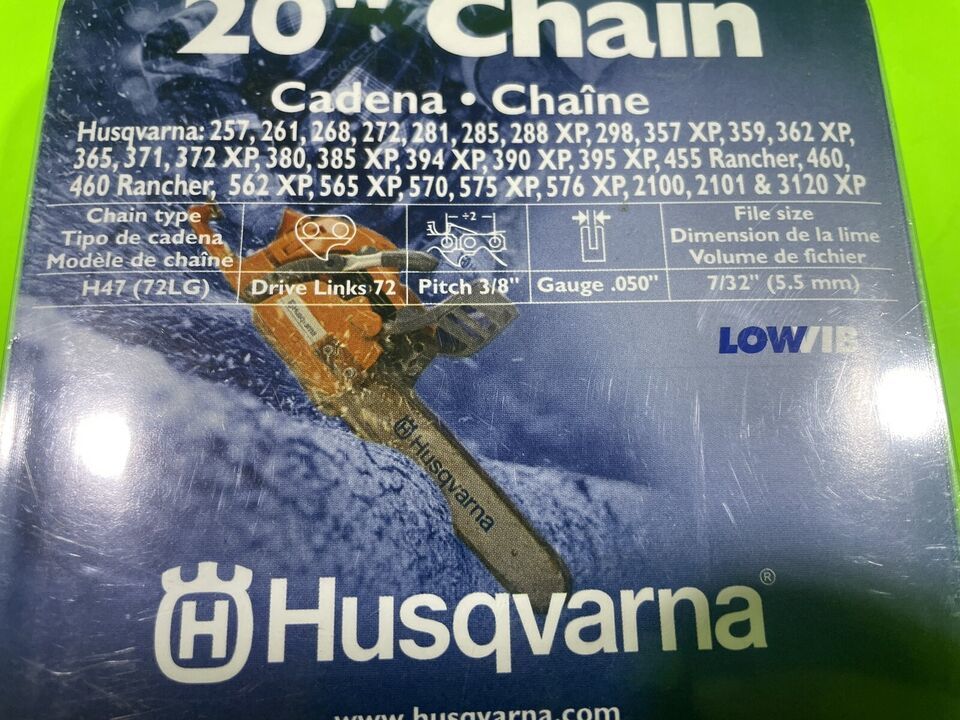 20" Chain
Cadena • Chaîne
Husqvarna: 257, 261, 268, 272, 281, 285, 288 XP, 298, 357 XP, 359, 362 XP,
365, 371, 372 XP, 380, 385 XP, 394 XP, 390 XP, 395 XP, 455 Rancher, 460,
460 Rancher, 562 XP, 565 XP, 570, 575 XP, 576 XP, 2100, 2101 & 3120 XP
Chain type
Tipo de cadena
Modèle de chaîne
÷2
File size
Dimension de la lime
Volume de fichier
H47 (72LG) Drive Links 72 Pitch 3/8" Gauge .050" 7/32" (5.5 mm)
LOWVIB
Husqvarna
H Husqvarna®
www.husqvarna.com